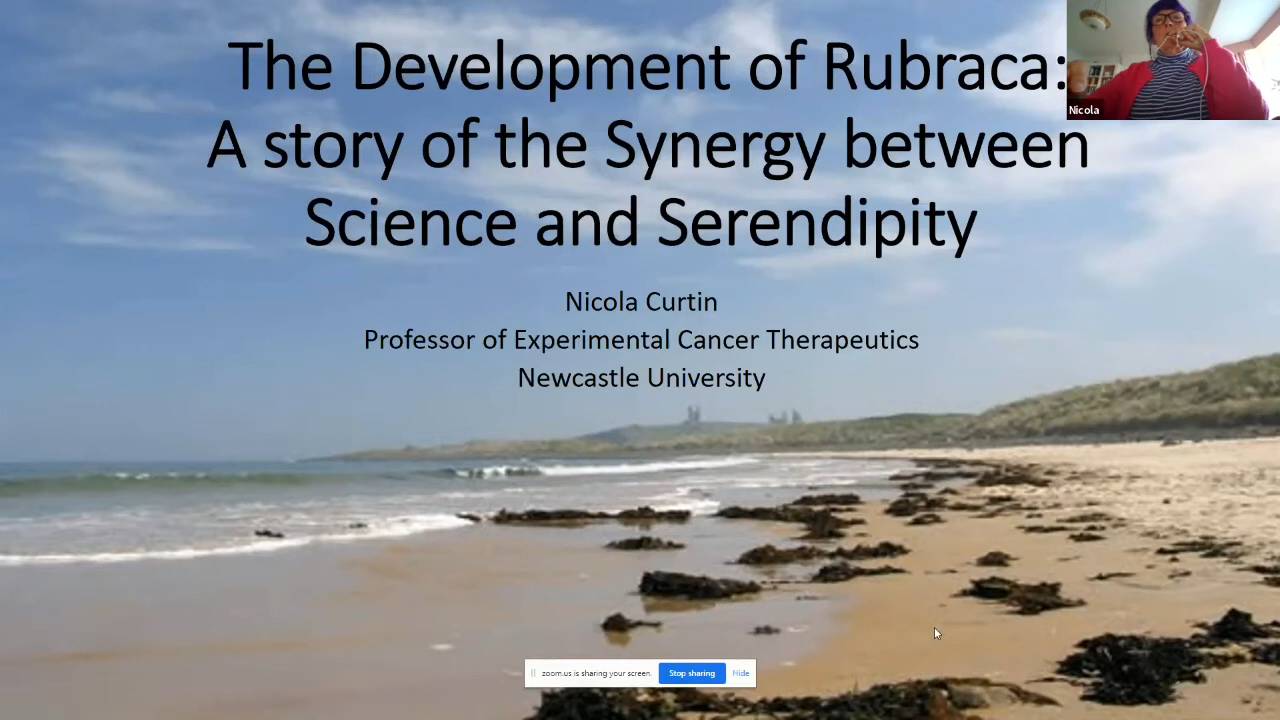 The Development of Rubraca:
A story of the Synergy between
Science and Serendipity
Nicola
Nicola Curtin
Professor of Experimental Cancer Therapeutics
Newcastle University
zoom.us is sharing your screen.
Stop sharing
Hide